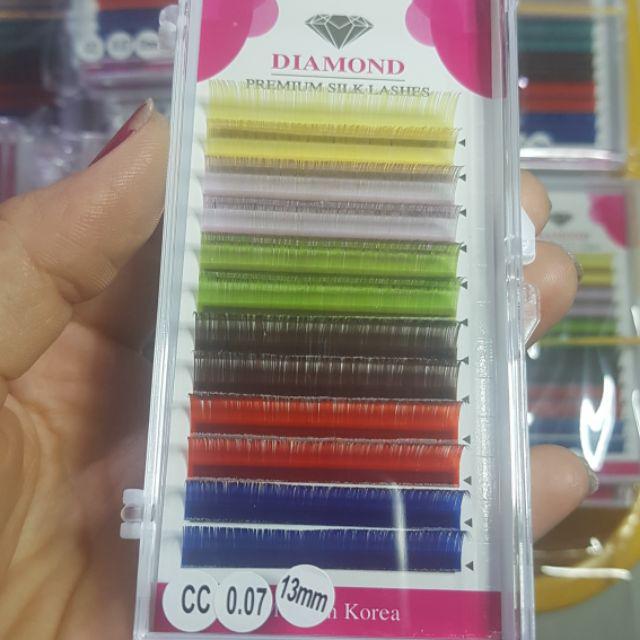 DIAMOND
PREMIUM SILK LASHES
CC 0.07 13mm
Korea